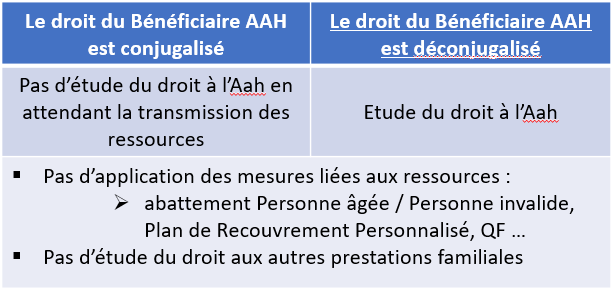 Le droit du Bénéficiaire AAH
est conjugalisé
Le droit du Bénéficiaire AAH
est déconjugalisé
Pas d'étude du droit à l'Aah en
attendant la transmission des
ressources
Etude du droit à l'Aah
▪ Pas d'application des mesures liées aux ressources :
➢ abattement Personne âgée / Personne invalide,
Plan de Recouvrement Personnalisé, QF ...
▪ Pas d'étude du droit aux autres prestations familiales